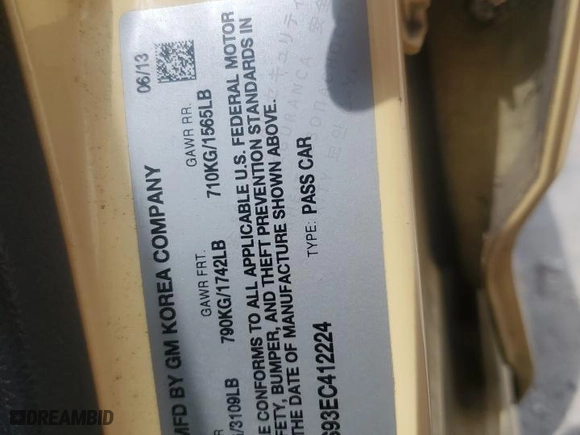 MFD BY GM KOREA COMPANY 06/13
GAWR FRT. GAWR RR.
/3109LB 790KG/1742LB 710KG/1565LB
CONFORMS TO ALL APPLICABLE U.S. FEDERAL MOTOR
BUMPER, AND THEFT PREVENTION STANDARDS IN
THE DATE OF MANUFACTURE SHOWN ABOVE.
93EC412224 TYPE: PASS CAR
DREAMBID